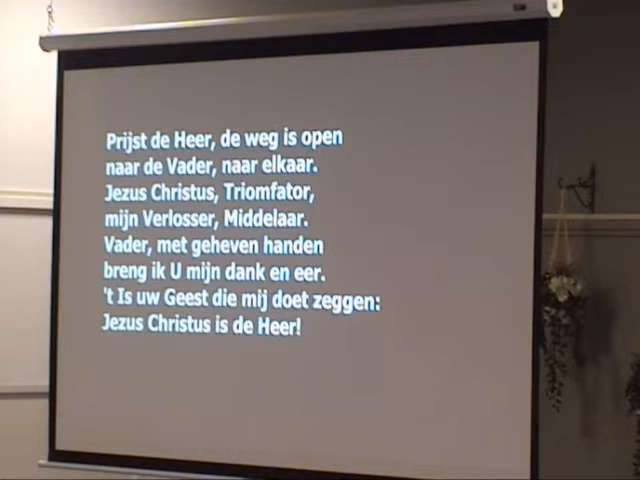 Prijst de Heer, de weg is open
naar de Vader, naar elkaar.
Jezus Christus, Triomfator,
mijn Verlosser, Middelaar.
Vader, met geheven handen
breng ik U mijn dank en eer.
't Is uw Geest die mij doet zeggen:
Jezus Christus is de Heer!